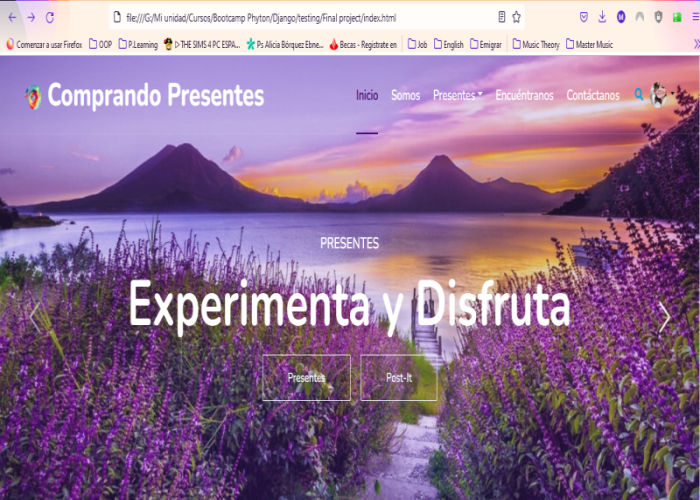 file:///G:/Mi unidad/Cursos/Bootcamp Phyton/Django/testing/Final project/index.html
Comenzar a usar Firefox OOP P.Learning ▷ THE SIMS 4 PC ESPA... Ps Alicia Bórquez Ebne... Becas - Registrate en Job English Emigrar Music Theory Master Music
Comprando Presentes
Inicio Somos Presentes Encuéntranos Contáctanos
PRESENTES
Experimenta y Disfruta
Presentes Post-It